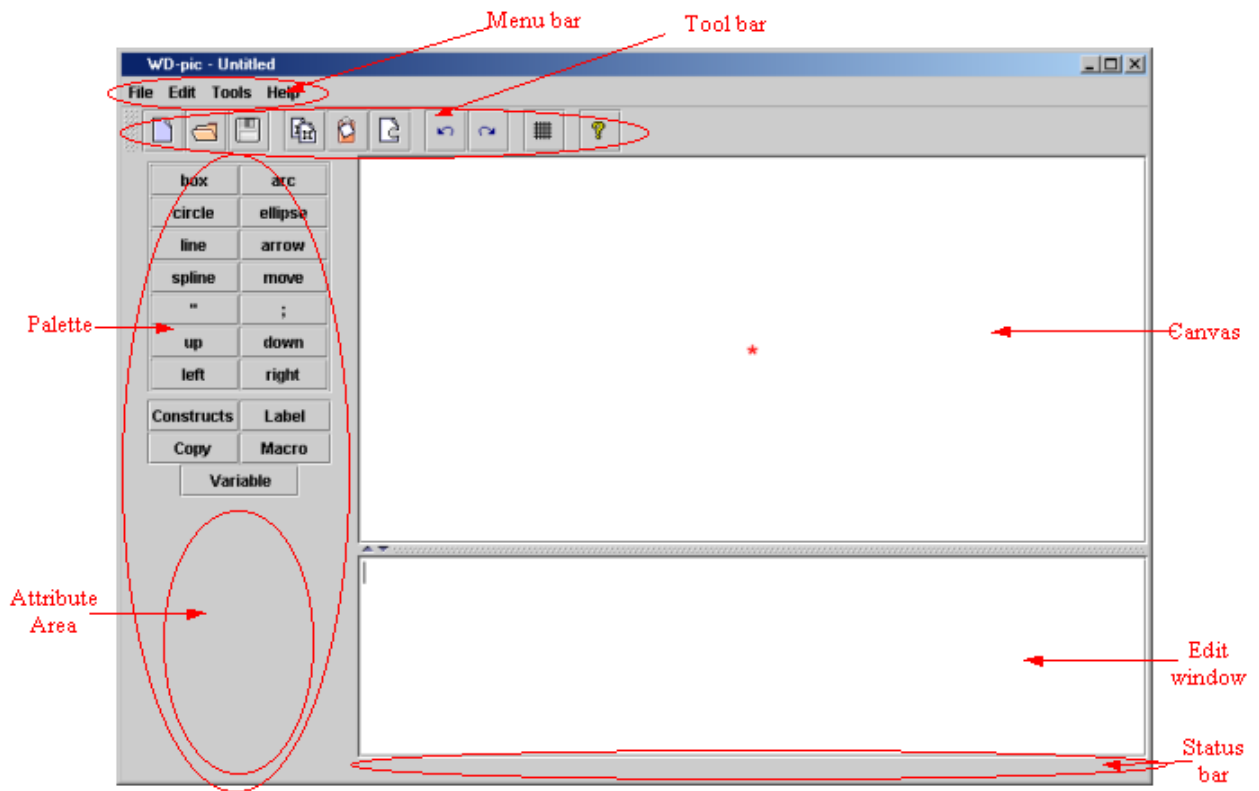 Menu bar
Tool bar
WD-pic - Untitled
File Edit Tools Help
box arc
circle ellipse
line arrow
spline move
" ;
Palette
up down
Canvas
*
left right
Constructs Label
Copy Macro
Variable
Attribute
Area
Edit
window
Status
bar